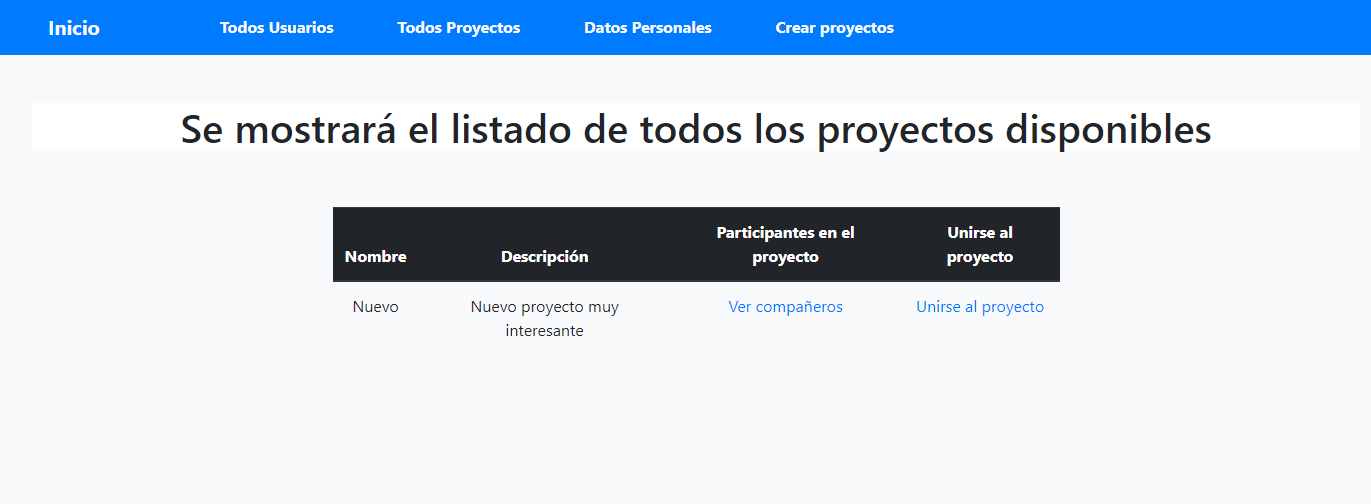 Inicio Todos Usuarios Todos Proyectos Datos Personales Crear proyectos
Se mostrará el listado de todos los proyectos disponibles
Nombre Descripción Participantes en el proyecto Unirse al proyecto
Nuevo Nuevo proyecto muy interesante Ver compañeros Unirse al proyecto